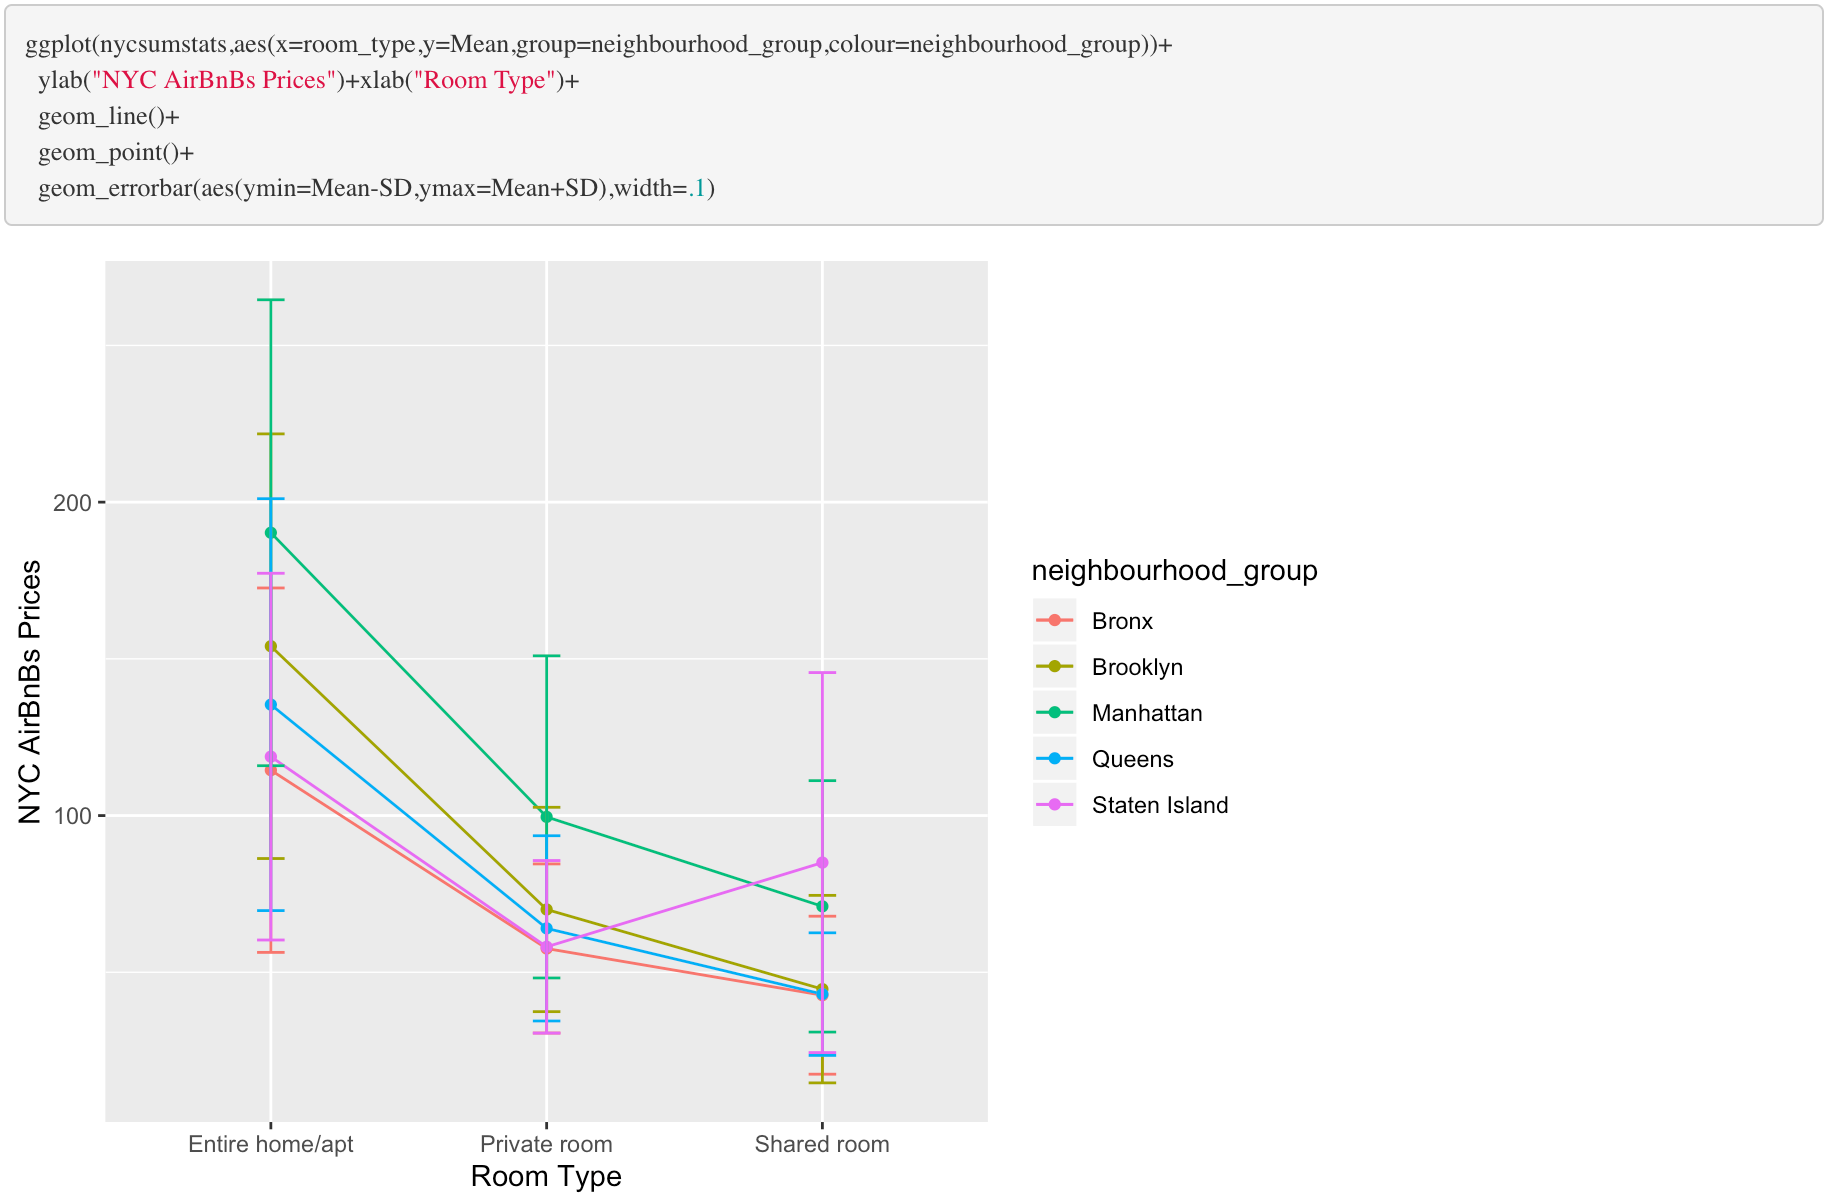 ggplot(nycsumstats,aes(x=room_type,y=Mean,group=neighbourhood_group,colour=neighbourhood_group))+
ylab("NYC AirBnBs Prices")+xlab("Room Type")+
geom_line()+
geom_point()+
geom_errorbar(aes(ymin=Mean-SD,ymax=Mean+SD),width=.1)
NYC AirBnBs Prices
200
100
Entire home/apt
Private room
Shared room
Room Type
neighbourhood_group
Bronx
Brooklyn
Manhattan
Queens
Staten Island